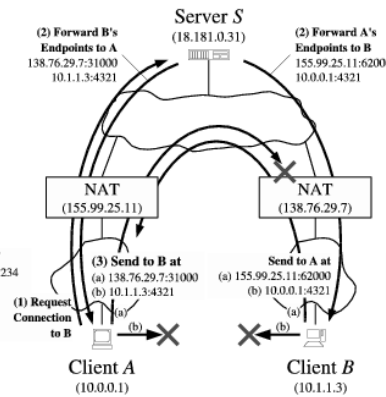 Server S
(18.181.0.31)
(2) Forward B's
Endpoints to A
138.76.29.7:31000
10.1.1.3:4321
(2) Forward A's
Endpoints to B
155.99.25.11:6200
10.0.0.1:4321
NAT
(155.99.25.11)
NAT
(138.76.29.7)
234
(3) Send to B at
(a) 138.76.29.7:31000
(b) 10.1.1.3:4321
Send to A at
(a) 155.99.25.11:62000
(b) 10.0.0.1:4321
(1) Request
Connection
to B
(a)
(b)
(a)
(b)
Client A
(10.0.0.1)
Client B
(10.1.1.3)